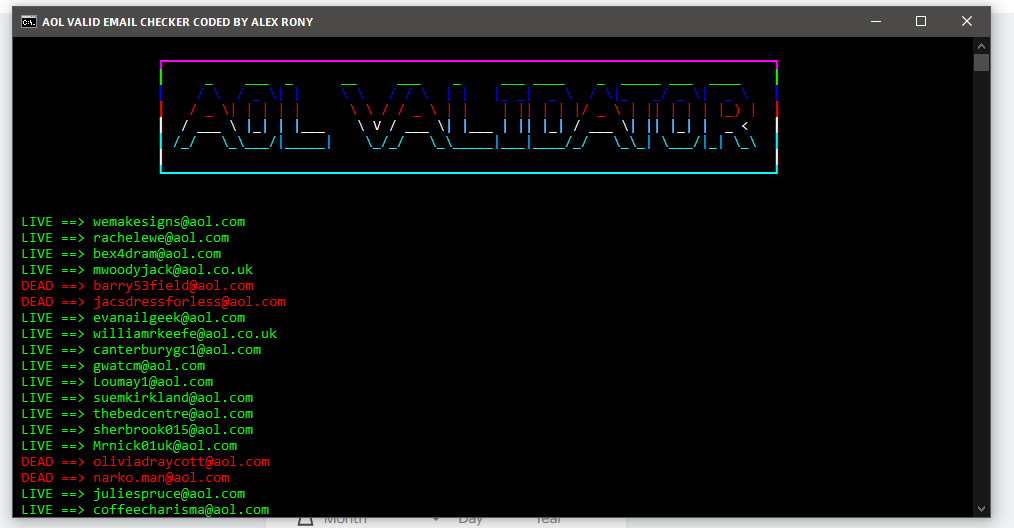 AOL VALID EMAIL CHECKER CODED BY ALEX RONY
AOL VALIDATOR
LIVE ==> wemakesigns@aol.com
LIVE ==> rachelewe@aol.com
LIVE ==> bex4dram@aol.com
LIVE ==> mwoodyjack@aol.co.uk
DEAD ==> barry53field@aol.com
DEAD ==> jacsdressforless@aol.com
LIVE ==> evanailgeek@aol.com
LIVE ==> williamrkeefe@aol.co.uk
LIVE ==> canterburygc1@aol.com
LIVE ==> gwatcm@aol.com
LIVE ==> Loumay1@aol.com
LIVE ==> suemkirkland@aol.com
LIVE ==> thebedcentre@aol.com
LIVE ==> sherbrook015@aol.com
LIVE ==> Mrnick01uk@aol.com
DEAD ==> oliviadraycott@aol.com
DEAD ==> narko.man@aol.com
LIVE ==> juliespruce@aol.com
LIVE ==> coffeecharisma@aol.com
Month Day Year